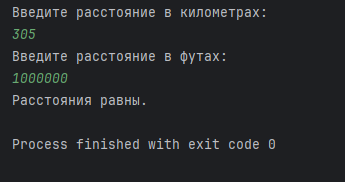 Введите расстояние в километрах:
305
Введите расстояние в футах:
1000000
Расстояния равны.
Process finished with exit code 0